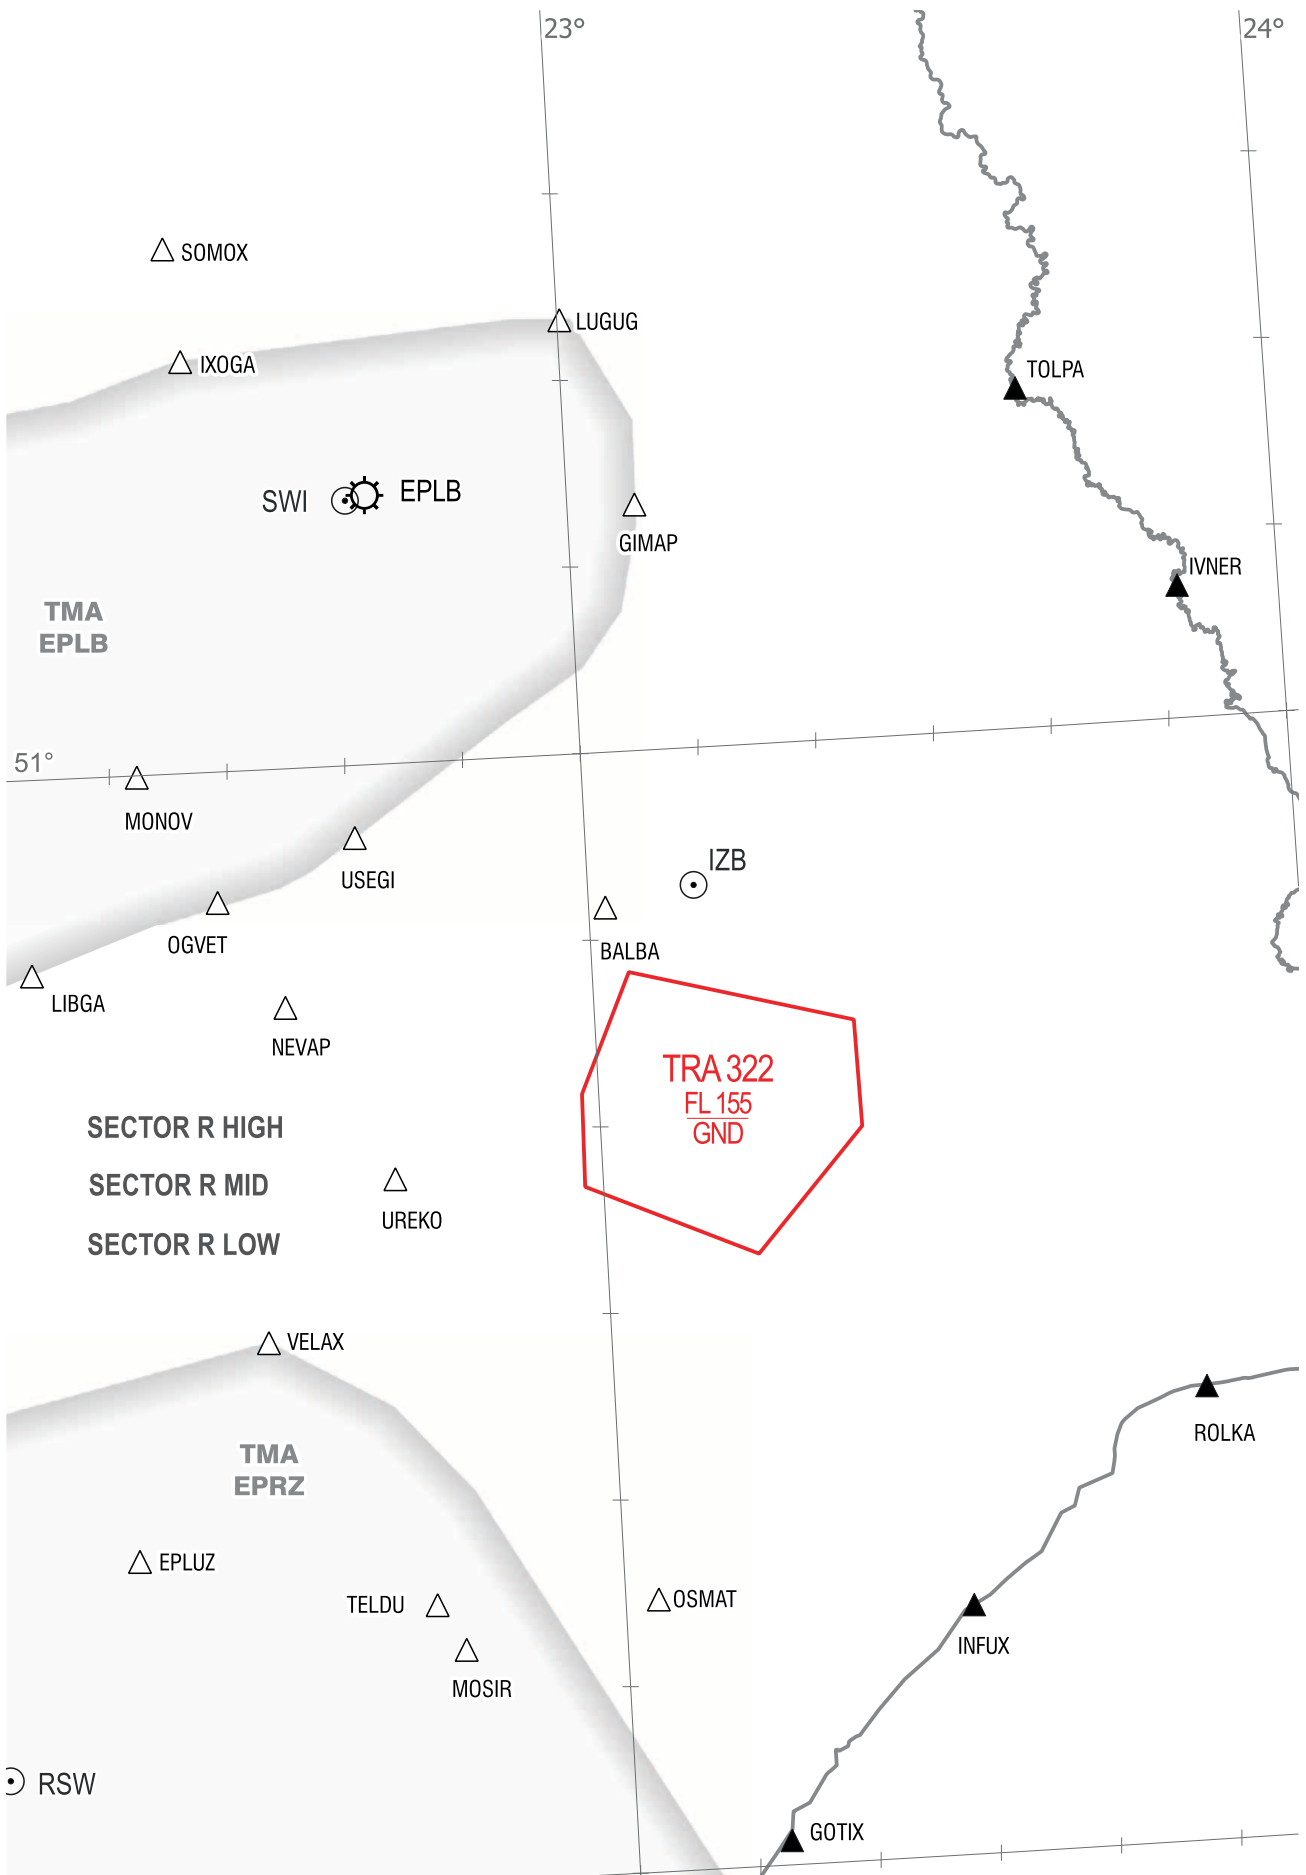 23°
24°
SOMOX
LUGUG
IXOGA
TOLPA
SWI
EPLB
GIMAP
IVNER
TMA
EPLB
51°
MONOV
USEGI
IZB
OGVET
BALBA
LIBGA
NEVAP
TRA 322
FL 155
GND
SECTOR R HIGH
SECTOR R MID
UREKO
SECTOR R LOW
VELAX
ROLKA
TMA
EPRZ
EPLUZ
TELDU
OSMAT
INFUX
MOSIR
RSW
GOTIX